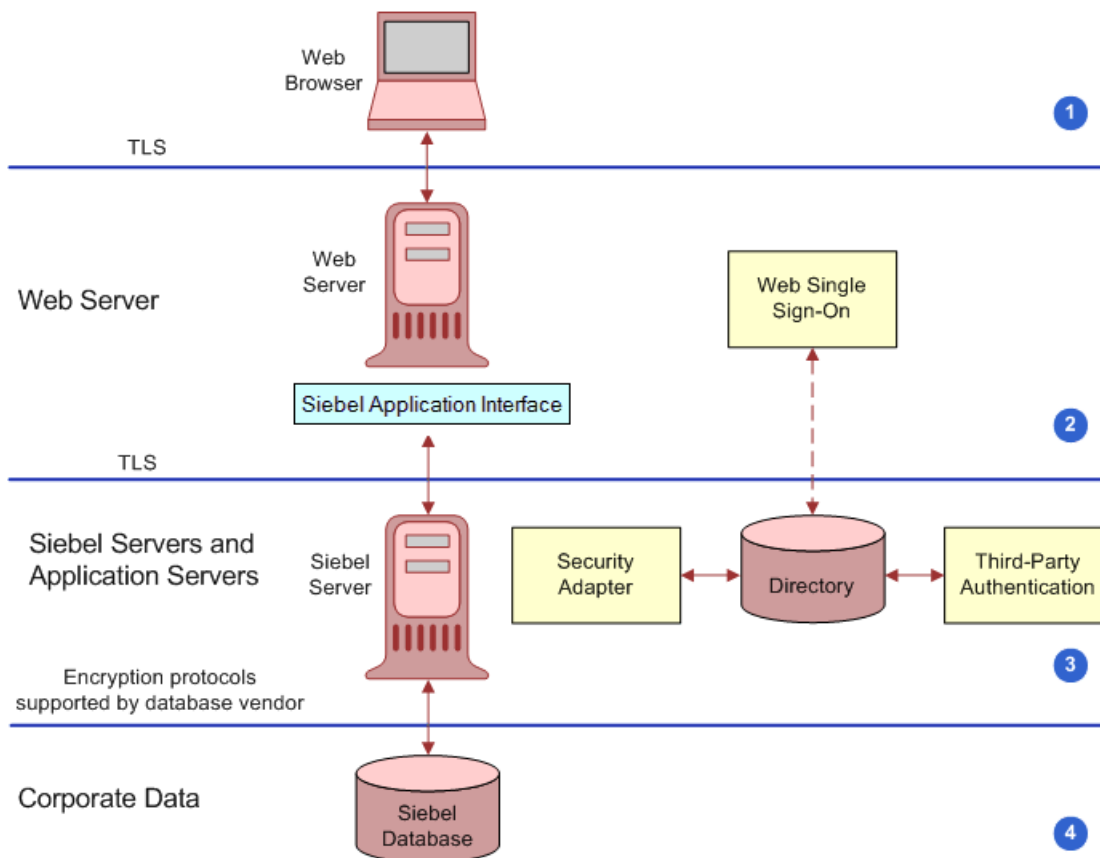 Web
Browser
1
TLS
Web
Server
Web Server
Web Single
Sign-On
Siebel Application Interface
2
TLS
Siebel Servers and
Application Servers
Siebel
Server
Security
Adapter
Directory
Third-Party
Authentication
3
Encryption protocols
supported by database vendor
Corporate Data
Siebel
Database
4